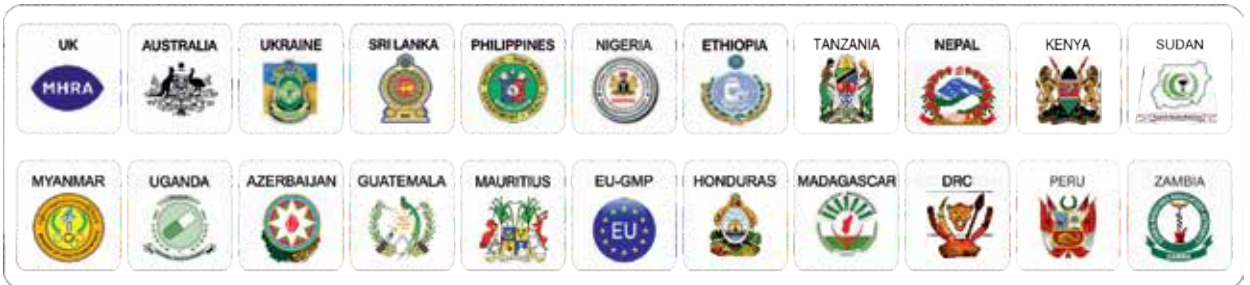 UK AUSTRALIA UKRAINE SRI LANKA PHILIPPINES NIGERIA ETHIOPIA TANZANIA NEPAL KENYA SUDAN
MHRA
MYANMAR UGANDA AZERBAIJAN GUATEMALA MAURITIUS EU-GMP HONDURAS MADAGASCAR DRC PERU ZAMBIA
EU
ZAMBIA